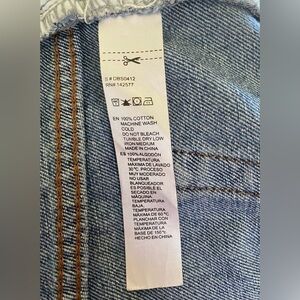 S # DBS0412
RN# 142577
EN 100% COTTON
MACHINE WASH
COLD
DO NOT BLEACH
TUMBLE DRY LOW
IRON MEDIUM
MADE IN CHINA
ES 100% ALGODÓN
TEMPERATURA
MÁXIMA DE LAVADO
30°C. PROCESO
MUY MODERADO
NO USAR
BLANQUEADOR
ES POSIBLE EL
SECADO EN
MÁQUINA
TEMPERATURA
BAJA,
TEMPERATURA
MÁXIMA DE 60°C
PLANCHAR CON
TEMPERATURA
MÁXIMA DE LA
BASE DE 150°C
HECHO EN CHINA